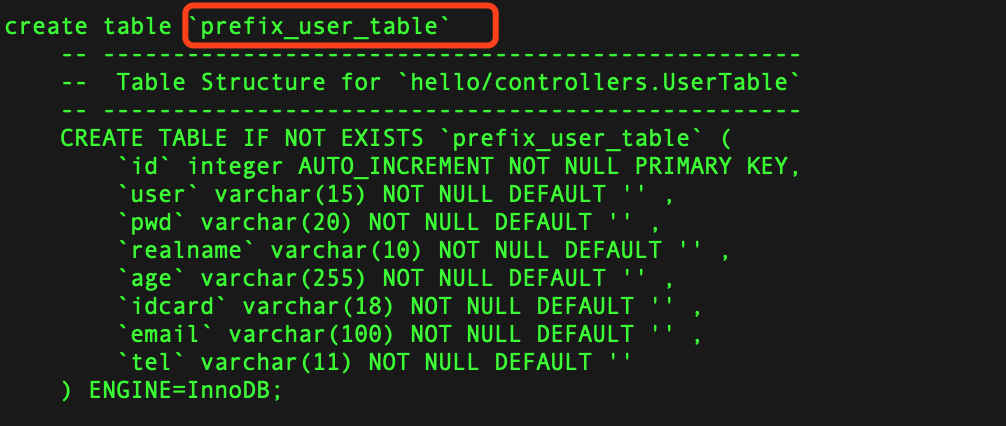 create table `prefix_user_table`
-- --------------------------------------------------
--  Table Structure for `hello/controllers.UserTable`
-- --------------------------------------------------
CREATE TABLE IF NOT EXISTS `prefix_user_table` (
`id` integer AUTO_INCREMENT NOT NULL PRIMARY KEY,
`user` varchar(15) NOT NULL DEFAULT '' ,
`pwd` varchar(20) NOT NULL DEFAULT '' ,
`realname` varchar(10) NOT NULL DEFAULT '' ,
`age` varchar(255) NOT NULL DEFAULT '' ,
`idcard` varchar(18) NOT NULL DEFAULT '' ,
`email` varchar(100) NOT NULL DEFAULT '' ,
`tel` varchar(11) NOT NULL DEFAULT ''
) ENGINE=InnoDB;